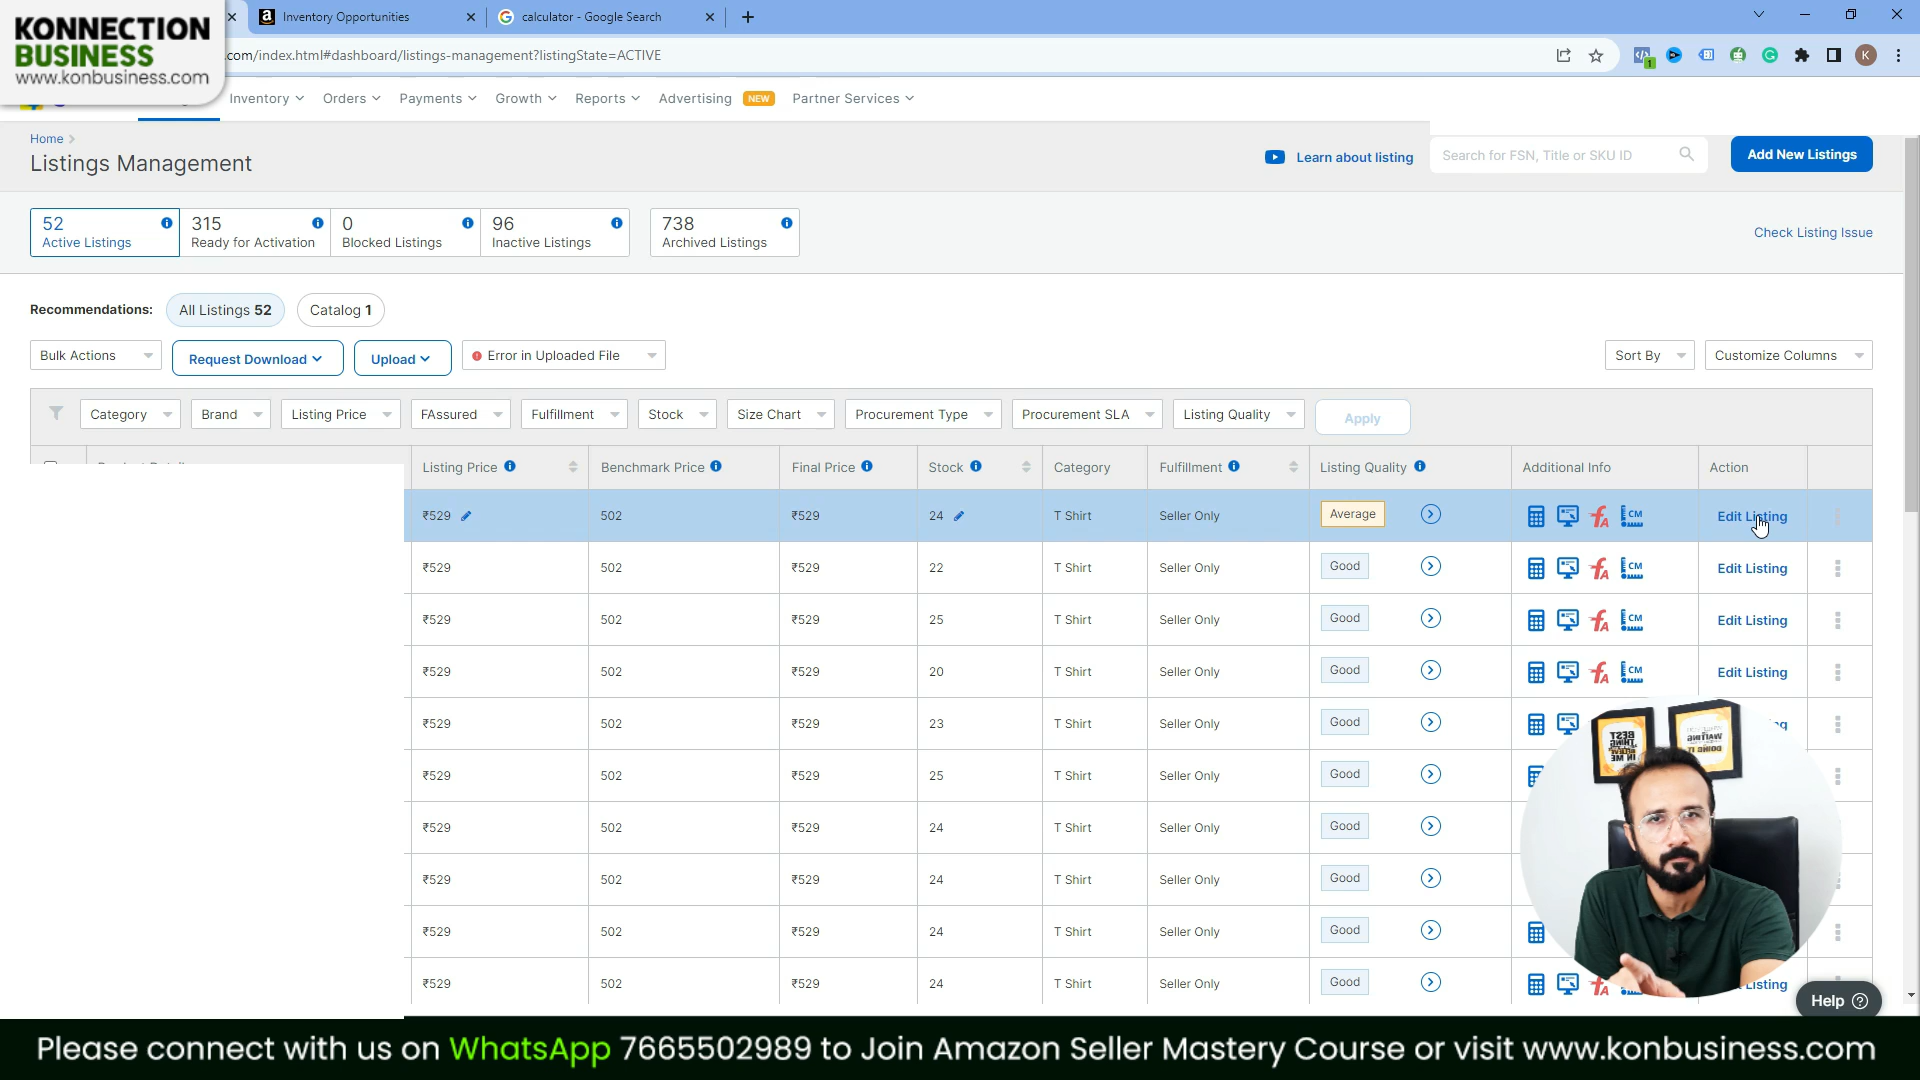 KONNECTION
BUSINESS
www.konbusiness.com
Inventory Opportunities
calculator - Google Search
.com/index.html#dashboard/listings-management?listingState=ACTIVE
1
K
Inventory
Orders
Payments
Growth
Reports
Advertising NEW
Partner Services
Home
Listings Management
Learn about listing
Search for FSN, Title or SKU ID
Add New Listings
52
Active Listings
315
Ready for Activation
0
Blocked Listings
96
Inactive Listings
738
Archived Listings
Check Listing Issue
Recommendations: All Listings 52 Catalog 1
Bulk Actions Request Download Upload Error in Uploaded File Sort By Customize Columns
Category Brand Listing Price FAssured Fulfillment Stock Size Chart Procurement Type Procurement SLA Listing Quality Apply
Listing Price Benchmark Price Final Price Stock Category Fulfillment Listing Quality Additional Info Action
₹529 502 ₹529 24 T Shirt Seller Only Average CM Edit Listing
₹529 502 ₹529 22 T Shirt Seller Only Good CM Edit Listing
₹529 502 ₹529 25 T Shirt Seller Only Good CM Edit Listing
₹529 502 ₹529 20 T Shirt Seller Only Good CM Edit Listing
₹529 502 ₹529 23 T Shirt Seller Only Good
₹529 502 ₹529 25 T Shirt Seller Only Good
₹529 502 ₹529 24 T Shirt Seller Only Good
₹529 502 ₹529 24 T Shirt Seller Only Good
₹529 502 ₹529 24 T Shirt Seller Only Good
₹529 502 ₹529 24 T Shirt Seller Only Good Listing
Help
Please connect with us on WhatsApp 7665502989 to Join Amazon Seller Mastery Course or visit www.konbusiness.com